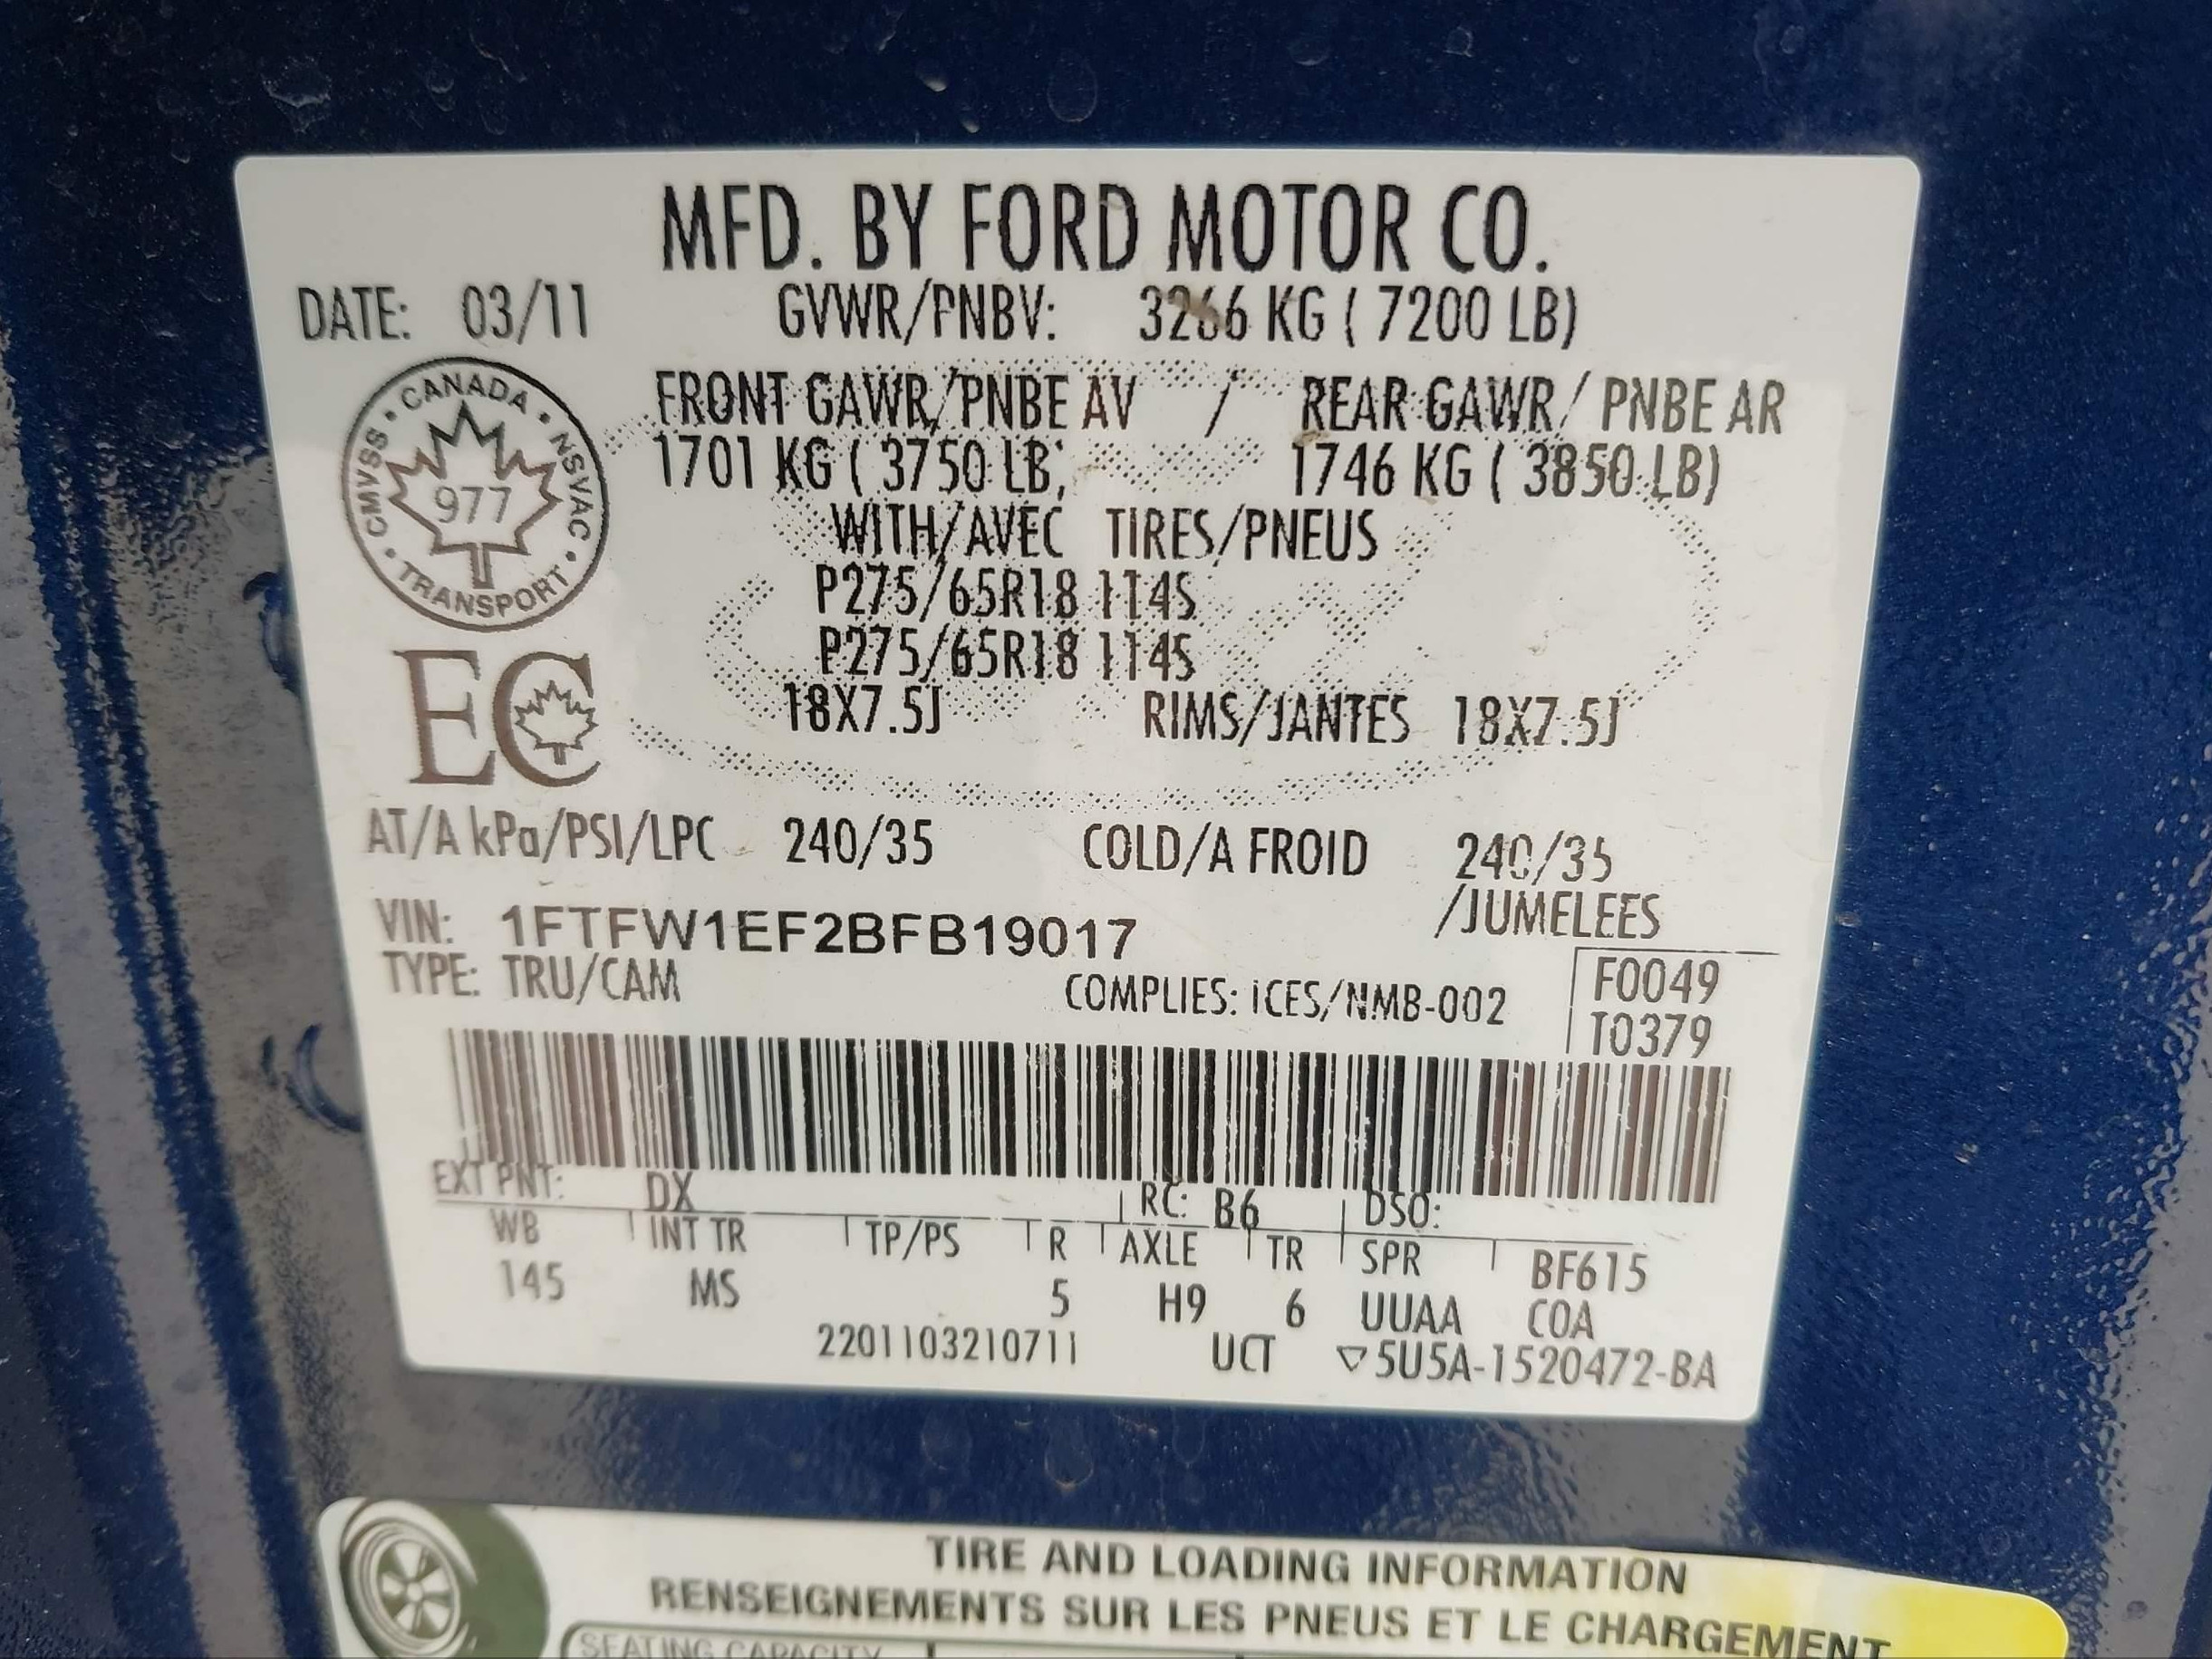 MFD. BY FORD MOTOR CO.
DATE: 03/11 GVWR/PNBV: 3266 KG ( 7200 LB)
CANADA · NSVAC · TRANSPORT · CMVSS ·
977
FRONT GAWR/PNBE AV / REAR GAWR/ PNBE AR
1701 KG ( 3750 LB) 1746 KG ( 3850 LB)
WITH/AVEC TIRES/PNEUS
P275/65R18 114S
P275/65R18 114S
18X7.5J RIMS/JANTES 18X7.5J
EC
AT/A kPa/PSI/LPC 240/35 COLD/A FROID 240/35
/JUMELEES
VIN: 1FTFW1EF2BFB19017
TYPE: TRU/CAM
COMPLIES: ICES/NMB-002
F0049
T0379
EXT PNT: DX RC: B6 DSO:
WB INT TR TP/PS R AXLE TR SPR BF615
145 MS 5 H9 6 UUAA COA
2201103210711 UCT ▽5U5A-1520472-BA
TIRE AND LOADING INFORMATION
RENSEIGNEMENTS SUR LES PNEUS ET LE CHARGEMENT
SEATING CAPACITY